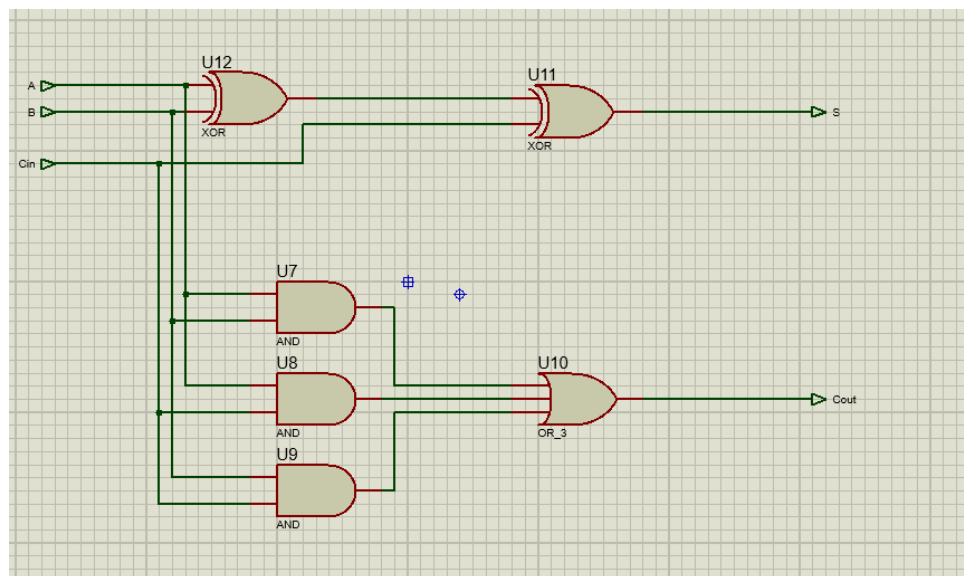 U12
A
B
XOR
U11
XOR
S
Cin
U7
AND
U8
AND
U9
AND
U10
OR_3
Cout